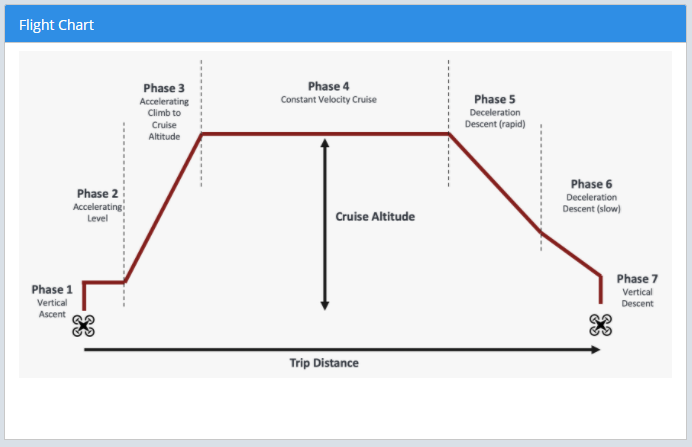 Flight Chart
Phase 1
Vertical
Ascent
Phase 2
Accelerating
Level
Phase 3
Accelerating
Climb to
Cruise
Altitude
Phase 4
Constant Velocity Cruise
Phase 5
Deceleration
Descent (rapid)
Phase 6
Deceleration
Descent (slow)
Phase 7
Vertical
Descent
Cruise Altitude
Trip Distance